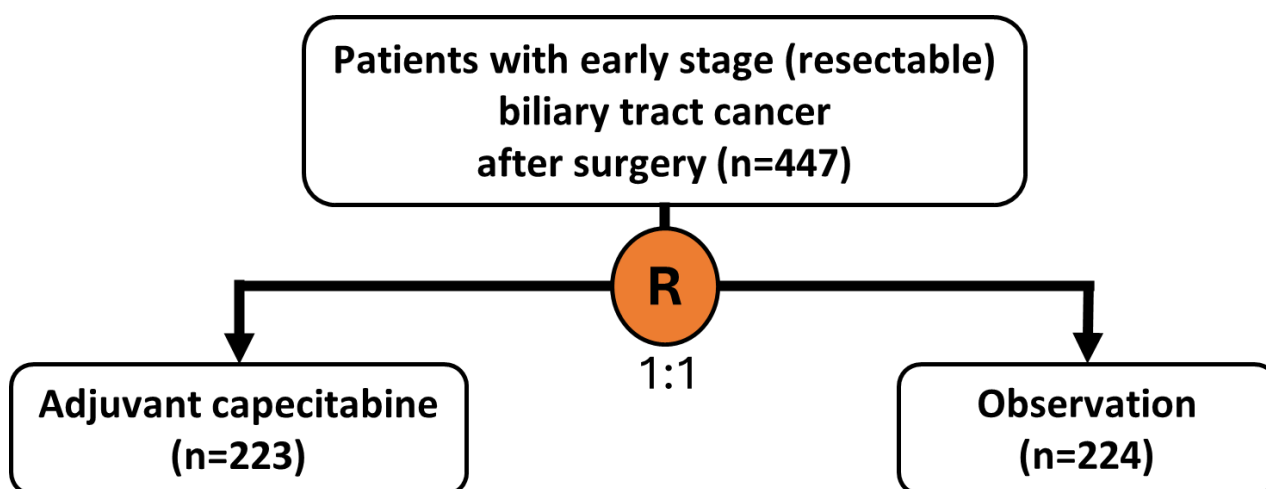 Patients with early stage (resectable)
biliary tract cancer
after surgery (n=447)
R
1:1
Adjuvant capecitabine
(n=223)
Observation
(n=224)